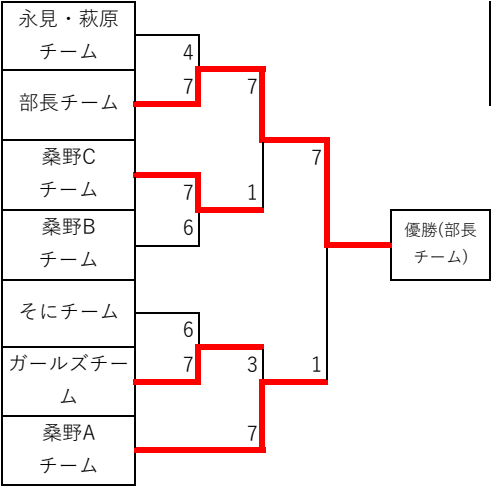 永見・萩原
チーム
4
7
部長チーム
7
7
桑野C
チーム
7
1
6
桑野B
チーム
優勝(部長
チーム)
そにチーム
6
ガールズチー
ム
7
3
1
桑野A
チーム
7